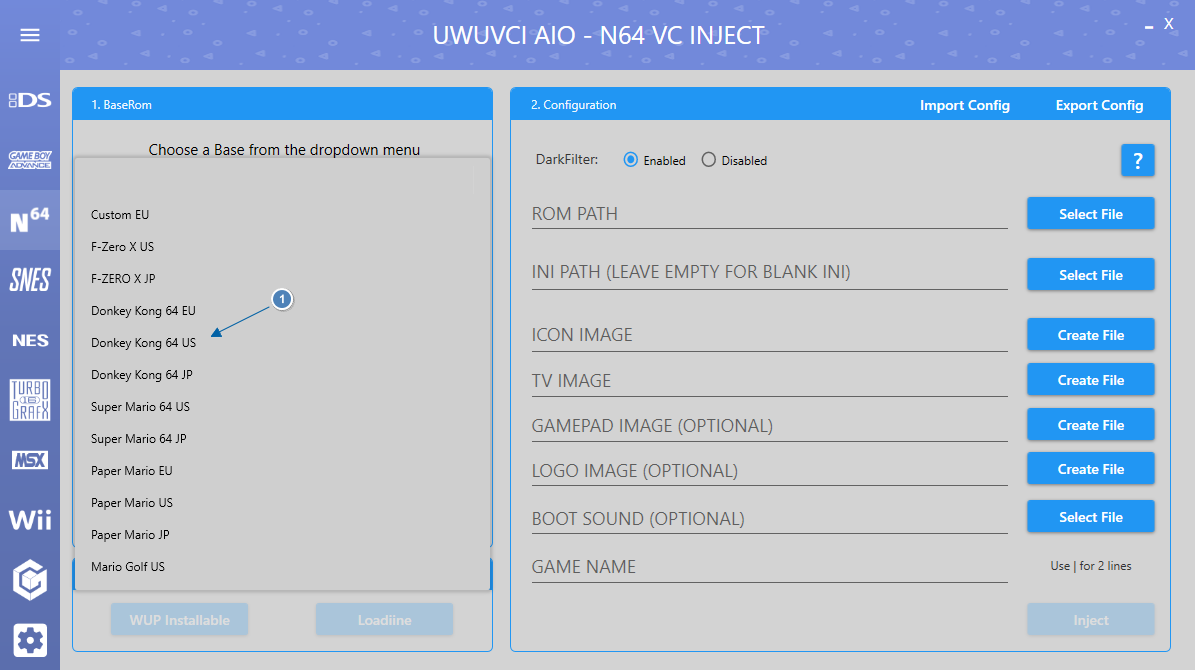 UWUVCI AIO - N64 VC INJECT
X
DS
GAME BOY
ADVANCE
N64
SNES
NES
TURBO
16
GRAFX
MSX
Wii
1. BaseRom
Choose a Base from the dropdown menu
Custom EU
F-Zero X US
F-ZERO X JP
Donkey Kong 64 EU
1
Donkey Kong 64 US
Donkey Kong 64 JP
Super Mario 64 US
Super Mario 64 JP
Paper Mario EU
Paper Mario US
Paper Mario JP
Mario Golf US
WUP Installable
Loadiine
2. Configuration
Import Config
Export Config
DarkFilter:
Enabled
Disabled
?
ROM PATH
Select File
INI PATH (LEAVE EMPTY FOR BLANK INI)
Select File
ICON IMAGE
Create File
TV IMAGE
Create File
GAMEPAD IMAGE (OPTIONAL)
Create File
LOGO IMAGE (OPTIONAL)
Create File
BOOT SOUND (OPTIONAL)
Select File
GAME NAME
Use | for 2 lines
Inject